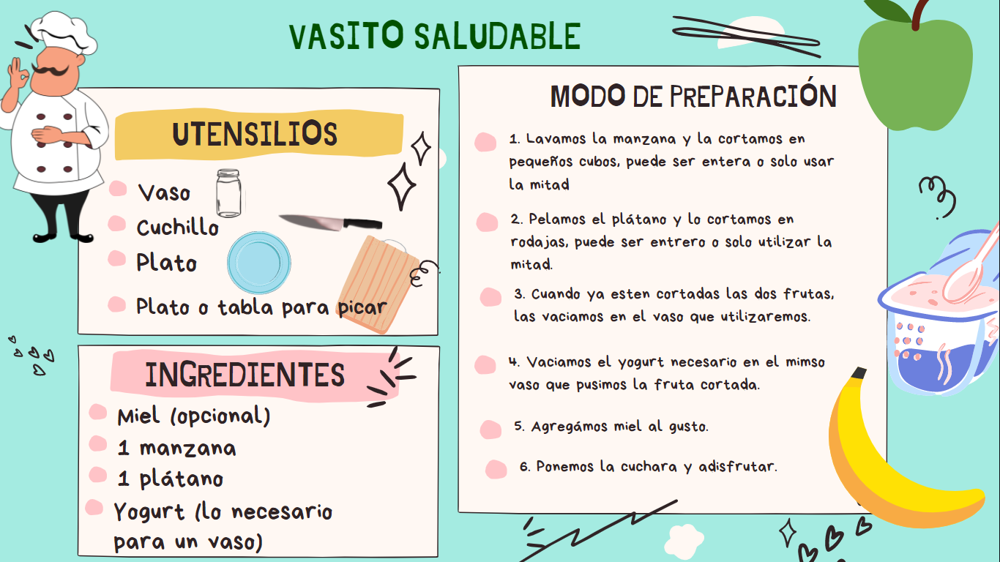 VASITO SALUDABLE
UTENSILIOS
Vaso
Cuchillo
Plato
Plato o tabla para picar
INGREDIENTES
Miel (opcional)
1 manzana
1 plátano
Yogurt (lo necesario
para un vaso)
MODO DE PREPARACIÓN
1. Lavamos la manzana y la cortamos en
pequeños cubos, puede ser entera o solo usar
la mitad
2. Pelamos el plátano y lo cortamos en
rodajas, puede ser entrero o solo utilizar la
mitad.
3. Cuando ya esten cortadas las dos frutas,
las vaciamos en el vaso que utilizaremos.
4. Vaciamos el yogurt necesario en el mimso
vaso que pusimos la fruta cortada.
5. Agregámos miel al gusto.
6. Ponemos la cuchara y adisfrutar.